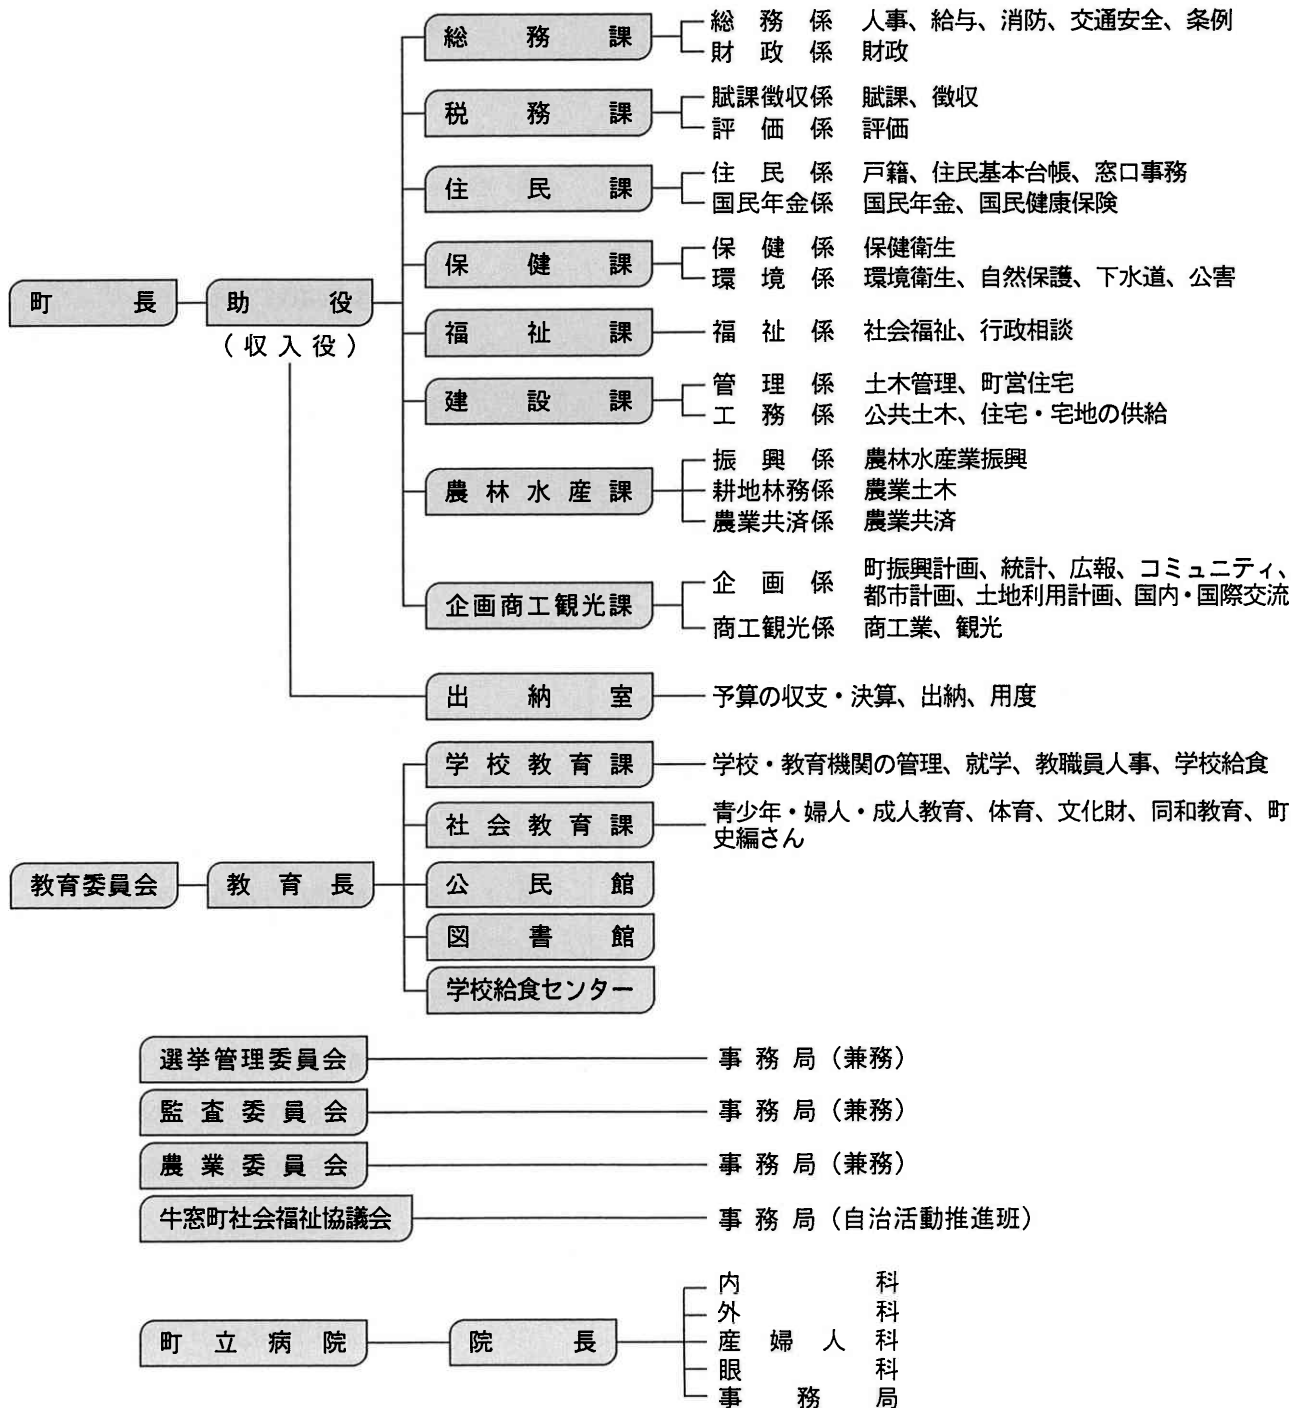 総務課
総務係 人事、給与、消防、交通安全、条例
財政係 財政
税務課
賦課徴収係 賦課、徴収
評価係 評価
住民課
住民係 戸籍、住民基本台帳、窓口事務
国民年金係 国民年金、国民健康保険
保健課
保健係 保健衛生
環境係 環境衛生、自然保護、下水道、公害
町長
助役
(収入役)
福祉課
福祉係 社会福祉、行政相談
建設課
管理係 土木管理、町営住宅
工務係 公共土木、住宅・宅地の供給
農林水産課
振興係 農林水産業振興
耕地林務係 農業土木
農業共済係 農業共済
企画商工観光課
企画係 町振興計画、統計、広報、コミュニティ、
都市計画、土地利用計画、国内・国際交流
商工観光係 商工業、観光
出納室
予算の収支・決算、出納、用度
学校教育課
学校・教育機関の管理、就学、教職員人事、学校給食
社会教育課
青少年・婦人・成人教育、体育、文化財、同和教育、町
史編さん
教育委員会
教育長
公民館
図書館
学校給食センター
選挙管理委員会 事務局(兼務)
監査委員会 事務局(兼務)
農業委員会 事務局(兼務)
牛窓町社会福祉協議会 事務局(自治活動推進班)
町立病院
院長
内科
外科
産婦人科
眼科
事務局